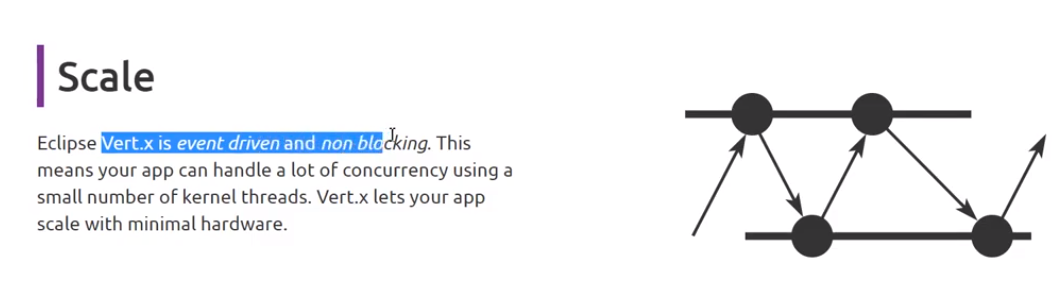 Scale
Eclipse Vert.x is event driven and non blocking. This
means your app can handle a lot of concurrency using a
small number of kernel threads. Vert.x lets your app
scale with minimal hardware.